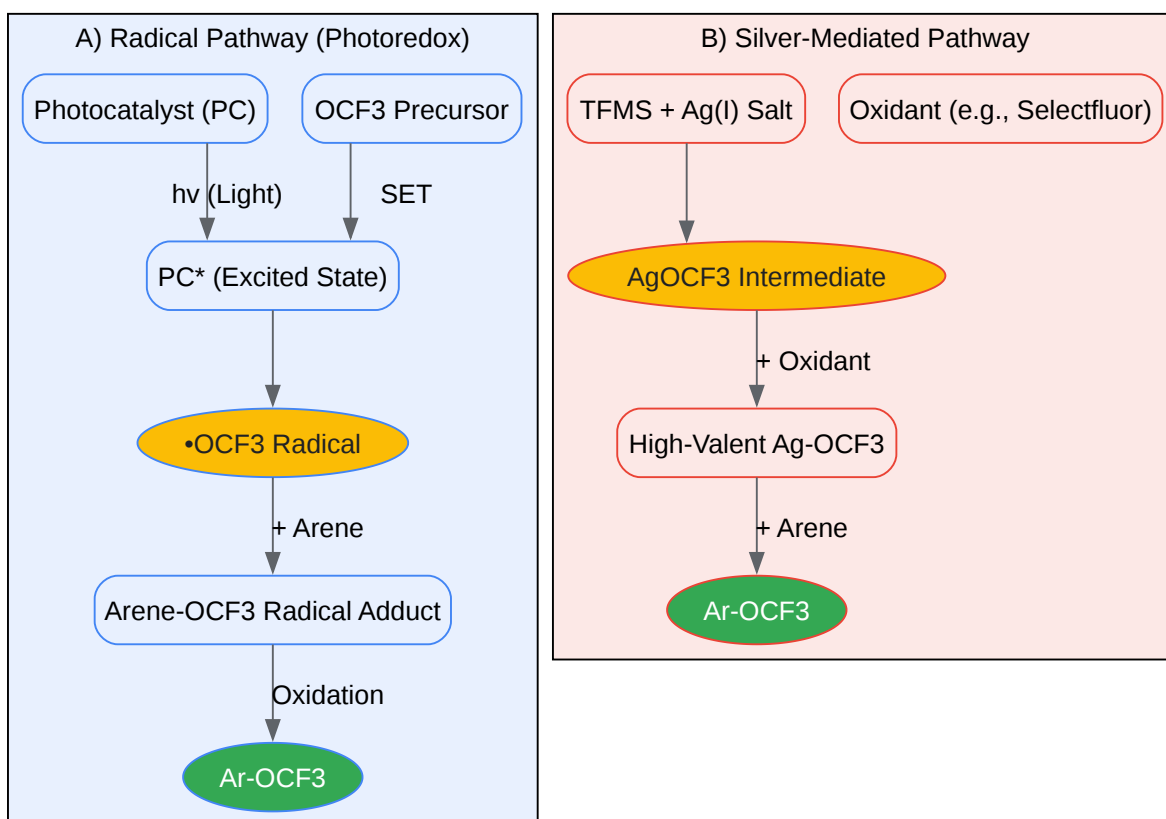 A) Radical Pathway (Photoredox)
Photocatalyst (PC)
OCF3 Precursor
hv (Light)
SET
PC* (Excited State)
•OCF3 Radical
+ Arene
Arene-OCF3 Radical Adduct
Oxidation
Ar-OCF3
B) Silver-Mediated Pathway
TFMS + Ag(I) Salt
Oxidant (e.g., Selectfluor)
AgOCF3 Intermediate
+ Oxidant
High-Valent Ag-OCF3
+ Arene
Ar-OCF3